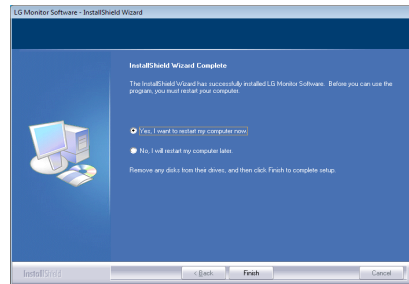 LG Monitor Software - InstallShield Wizard
InstallShield Wizard Complete
The InstallShield Wizard has successfully installed LG Monitor Software. Before you can use the
program, you must restart your computer.
Yes, I want to restart my computer now.
No, I will restart my computer later.
Remove any disks from their drives, and then click Finish to complete setup.
InstallShield
< Back
Finish
Cancel